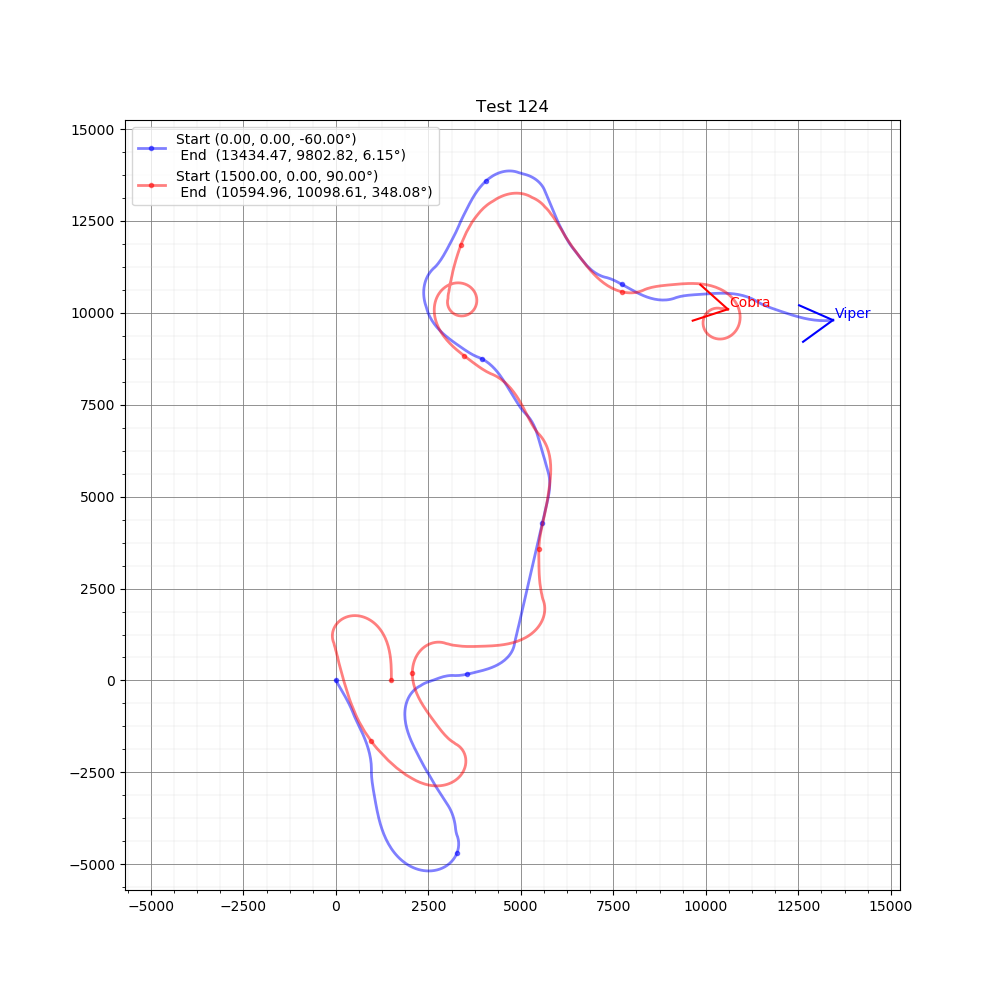 Test 124
Start (0.00, 0.00, -60.00°)
End  (13434.47, 9802.82, 6.15°)
Start (1500.00, 0.00, 90.00°)
End  (10594.96, 10098.61, 348.08°)
15000
12500
10000
7500
5000
2500
0
−2500
−5000
Cobra
Viper
−5000 −2500 0 2500 5000 7500 10000 12500 15000